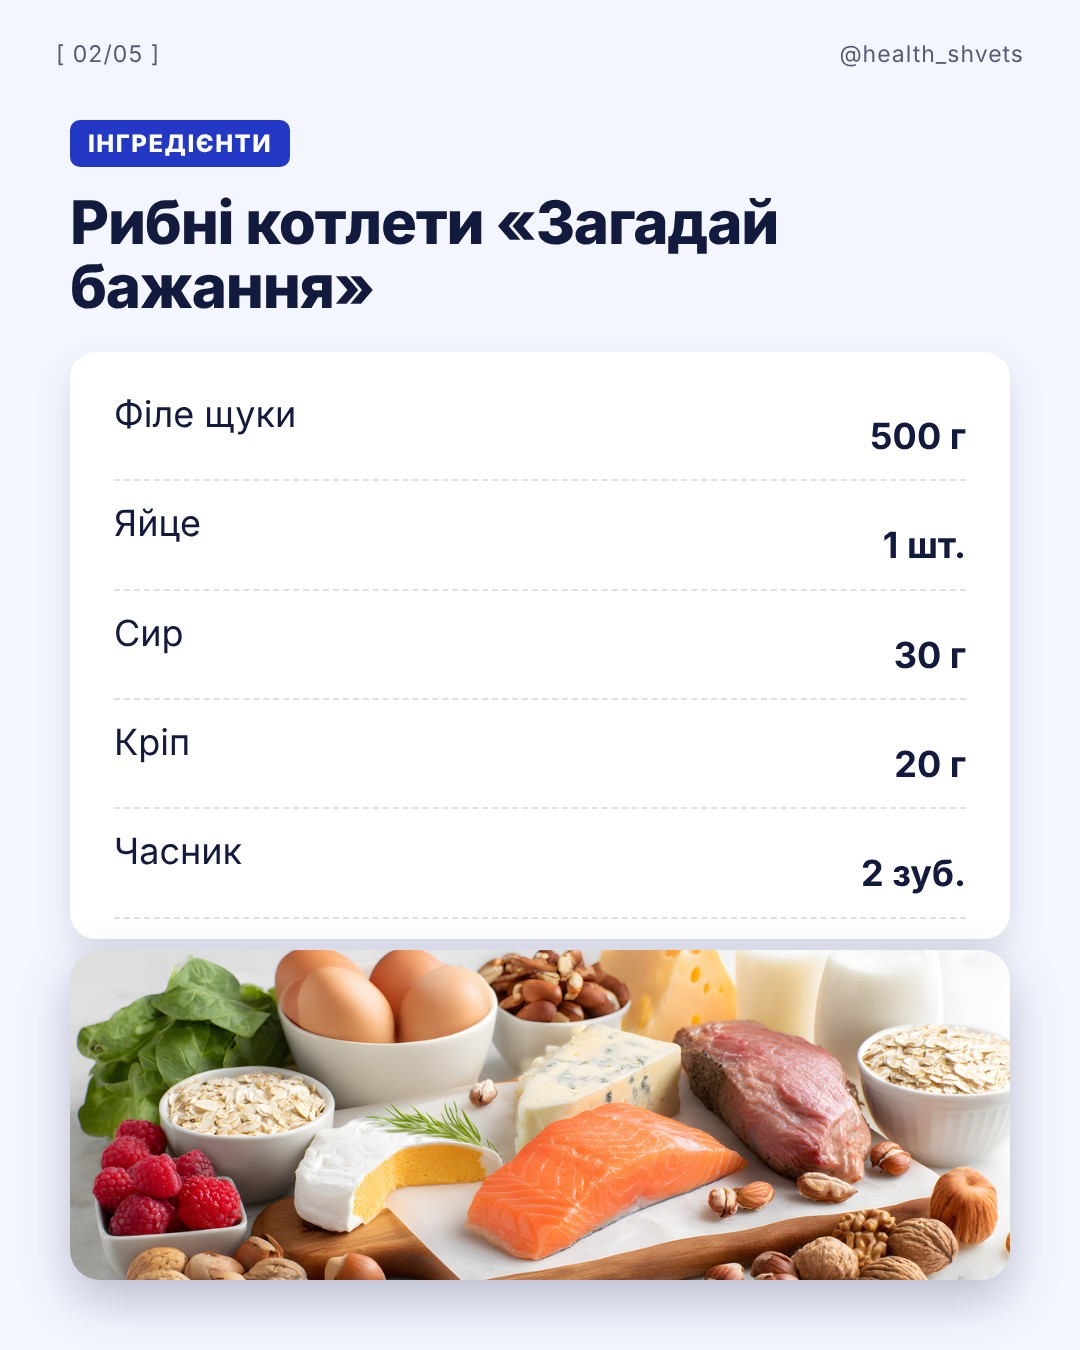 [ 02/05 ]
@health_shvets
ІНГРЕДІЄНТИ
Рибні котлети «Загадай
бажання»
Філе щуки
500 г
Яйце
1 шт.
Сир
30 г
Кріп
20 г
Часник
2 зуб.